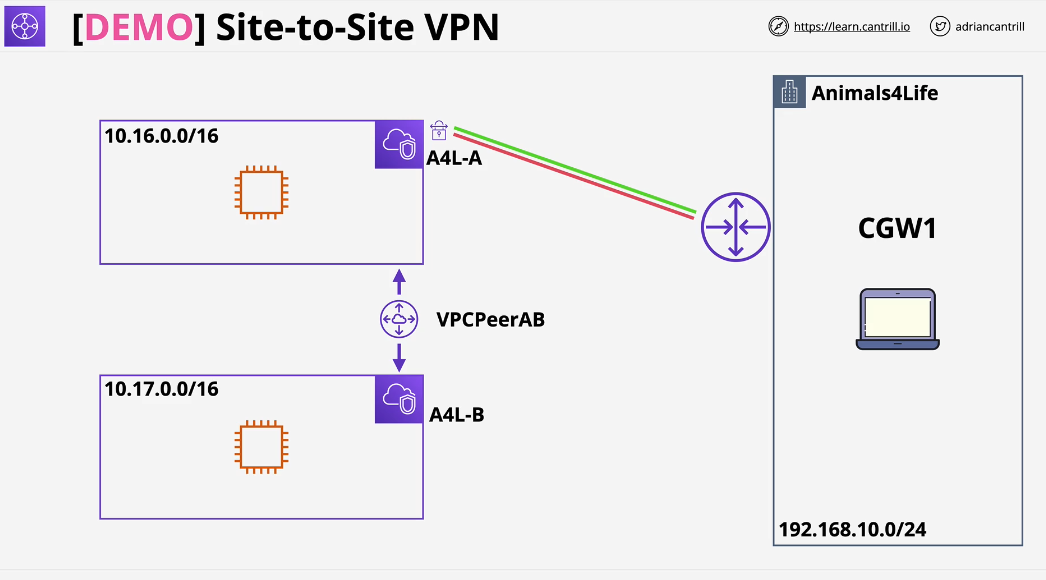 [DEMO] Site-to-Site VPN
https://learn.cantrill.io
adriancantrill
10.16.0.0/16
A4L-A
Animals4Life
CGW1
VPCPeerAB
10.17.0.0/16
A4L-B
192.168.10.0/24